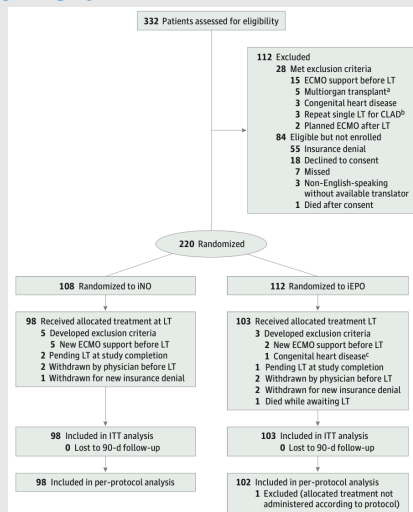 332 Patients assessed for eligibility
112 Excluded
28 Met exclusion criteria
15 ECMO support before LT
5 Multiorgan transplantᵃ
3 Congenital heart disease
3 Repeat single LT for CLADᵇ
2 Planned ECMO after LT
84 Eligible but not enrolled
55 Insurance denial
18 Declined to consent
7 Missed
3 Non-English-speaking
without available translator
1 Died after consent
220 Randomized
108 Randomized to iNO
98 Received allocated treatment at LT
5 Developed exclusion criteria
5 New ECMO support before LT
2 Pending LT at study completion
2 Withdrawn by physician before LT
1 Withdrawn for new insurance denial
98 Included in ITT analysis
0 Lost to 90-d follow-up
98 Included in per-protocol analysis
112 Randomized to iEPO
103 Received allocated treatment LT
3 Developed exclusion criteria
2 New ECMO support before LT
1 Congenital heart diseaseᶜ
1 Pending LT at study completion
2 Withdrawn by physician before LT
2 Withdrawn for new insurance denial
1 Died while awaiting LT
103 Included in ITT analysis
0 Lost to 90-d follow-up
102 Included in per-protocol analysis
1 Excluded (allocated treatment not
administered according to protocol)